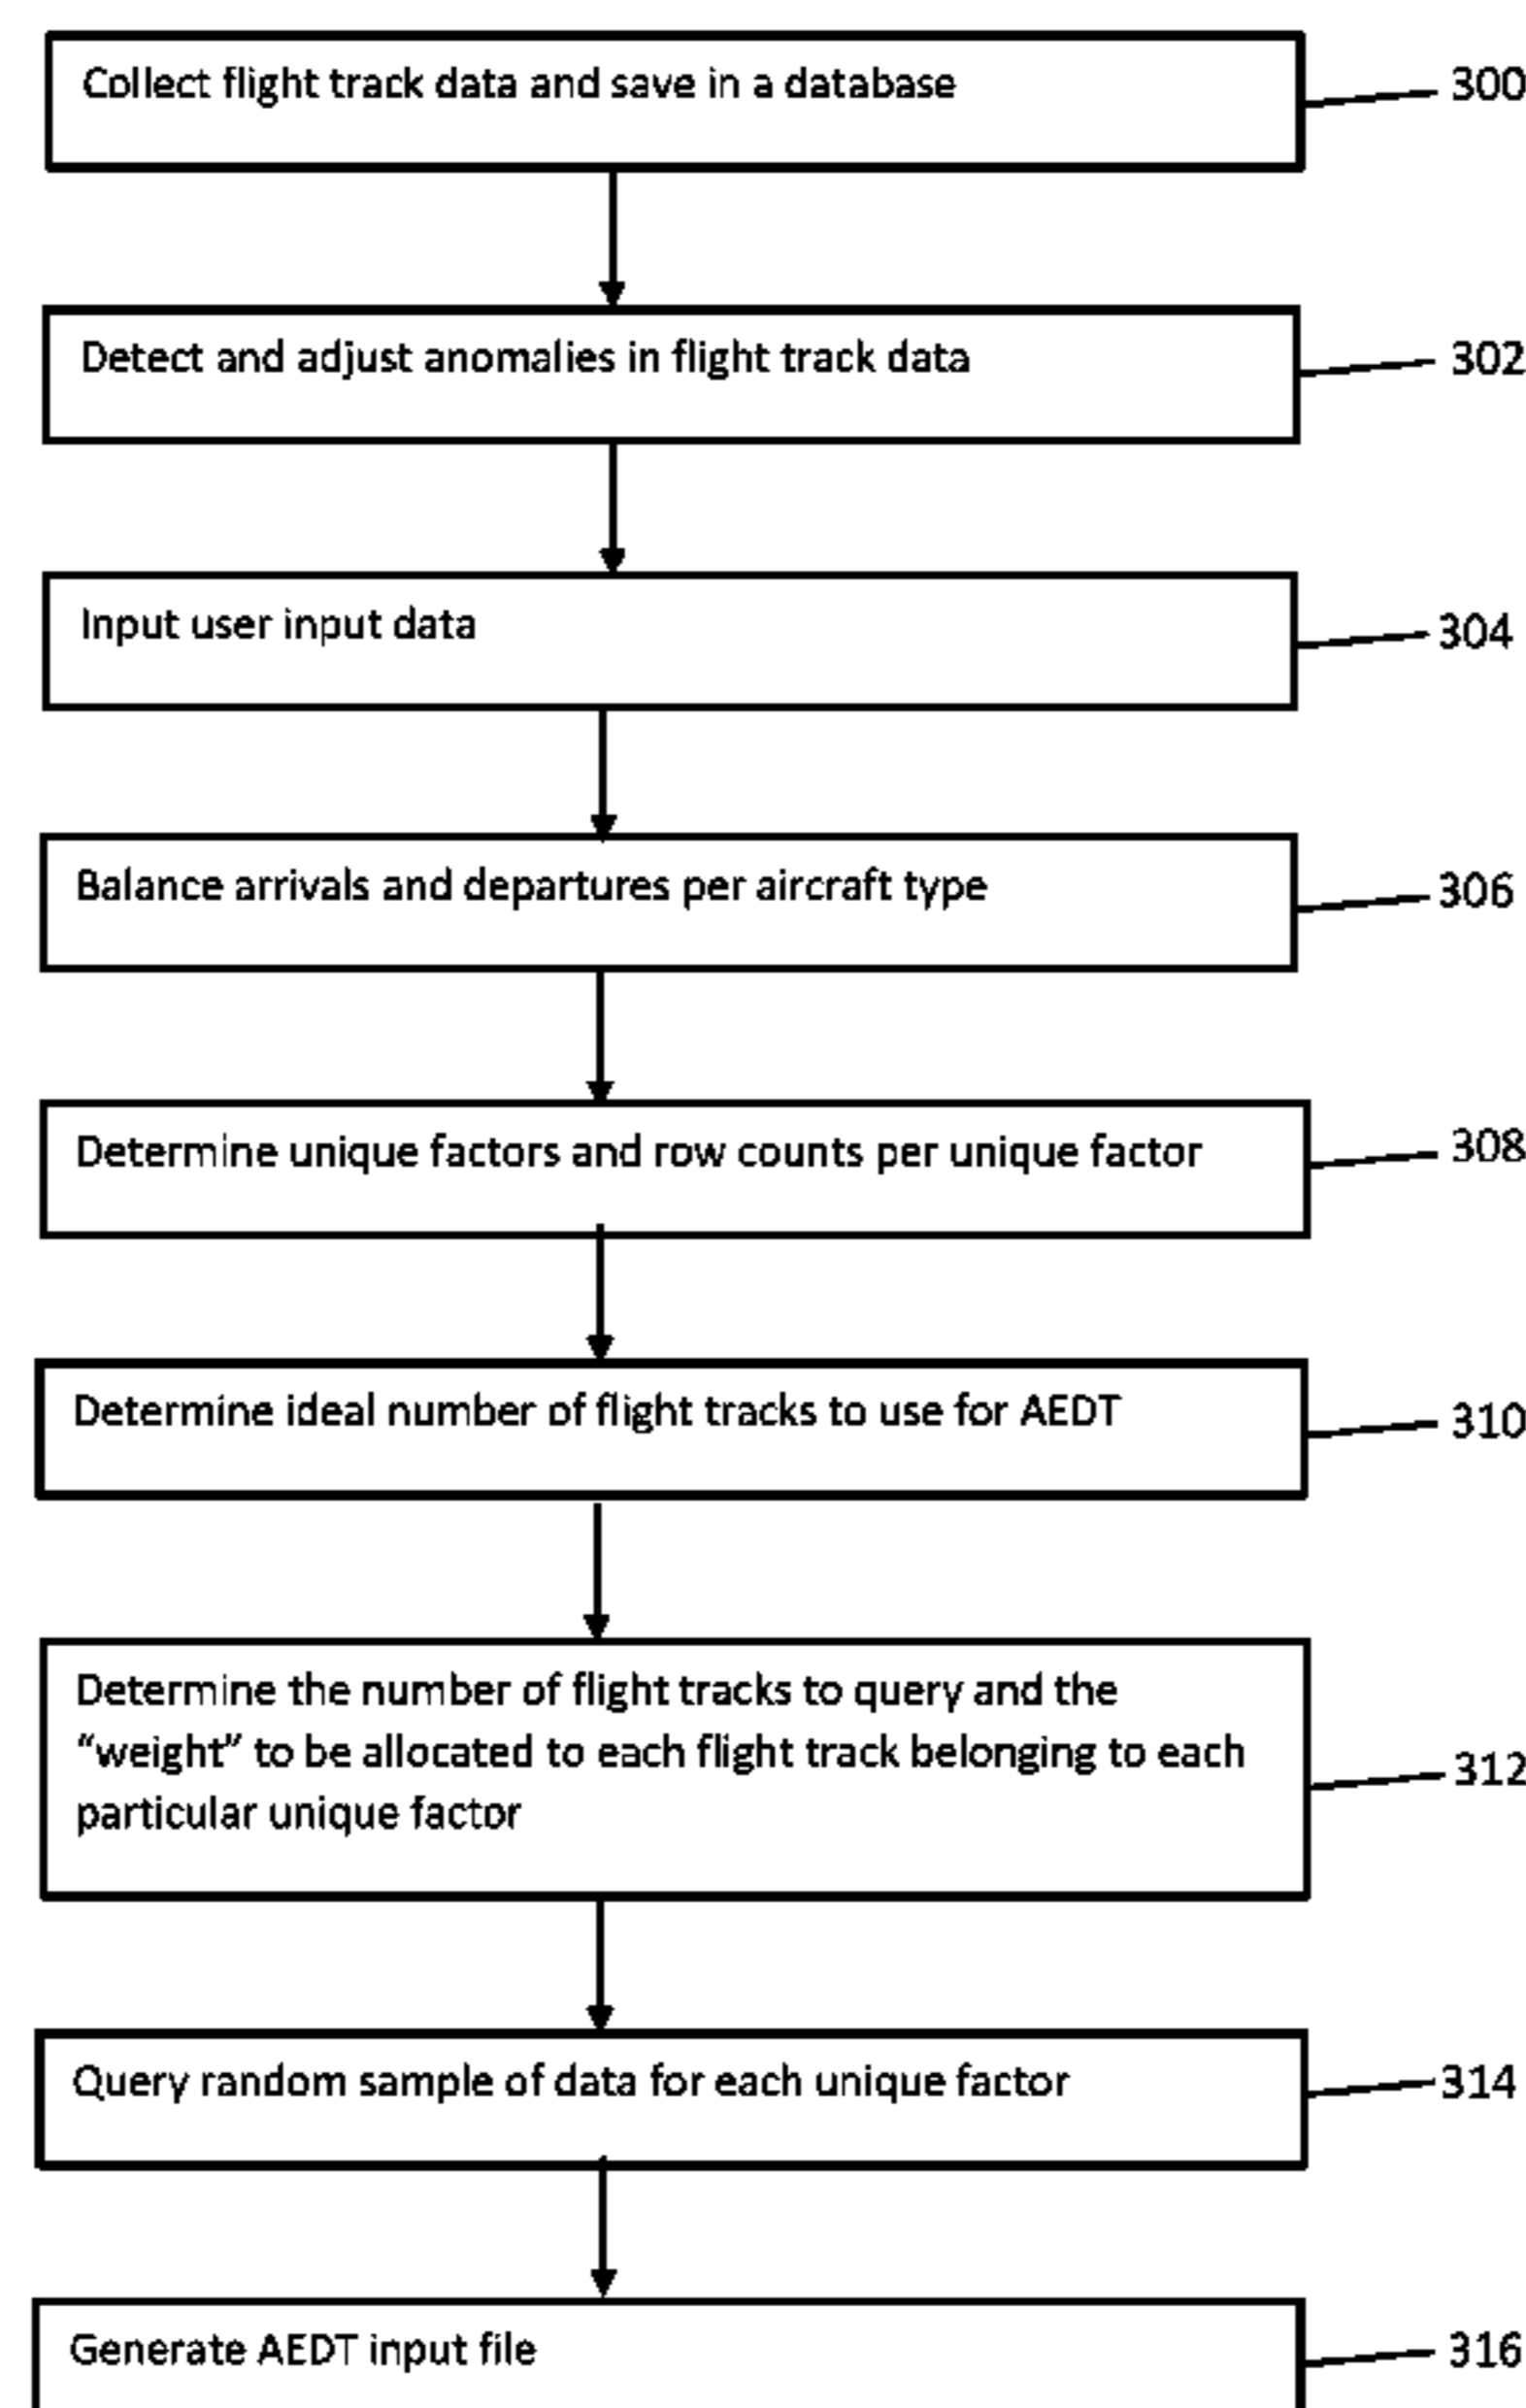 Collect flight track data and save in a database
300
Detect and adjust anomalies in flight track data
302
Input user input data
304
Balance arrivals and departures per aircraft type
306
Determine unique factors and row counts per unique factor
308
Determine ideal number of flight tracks to use for AEDT
310
Determine the number of flight tracks to query and the
“weight” to be allocated to each flight track belonging to each
particular unique factor
312
Query random sample of data for each unique factor
314
Generate AEDT input file
316